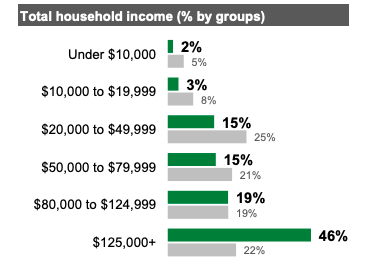 Total household income (% by groups)
Under $10,000 2%
5%
$10,000 to $19,999 3%
8%
$20,000 to $49,999 15%
25%
$50,000 to $79,999 15%
21%
$80,000 to $124,999 19%
19%
$125,000+ 46%
22%